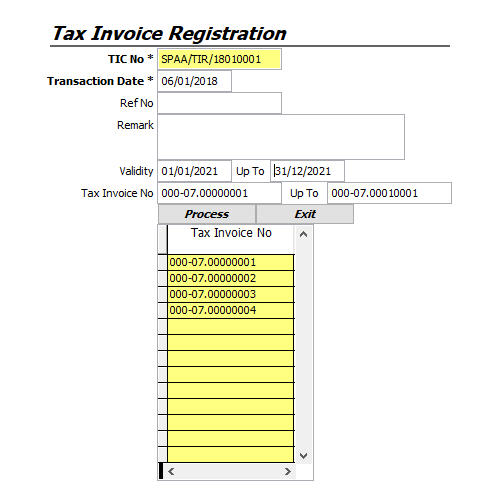 Tax Invoice Registration
TIC No * SPAA/TIR/18010001
Transaction Date * 06/01/2018
Ref No
Remark
Validity 01/01/2021 Up To 31/12/2021
Tax Invoice No 000-07.00000001 Up To 000-07.00010001
Process Exit
Tax Invoice No
000-07.00000001
000-07.00000002
000-07.00000003
000-07.00000004